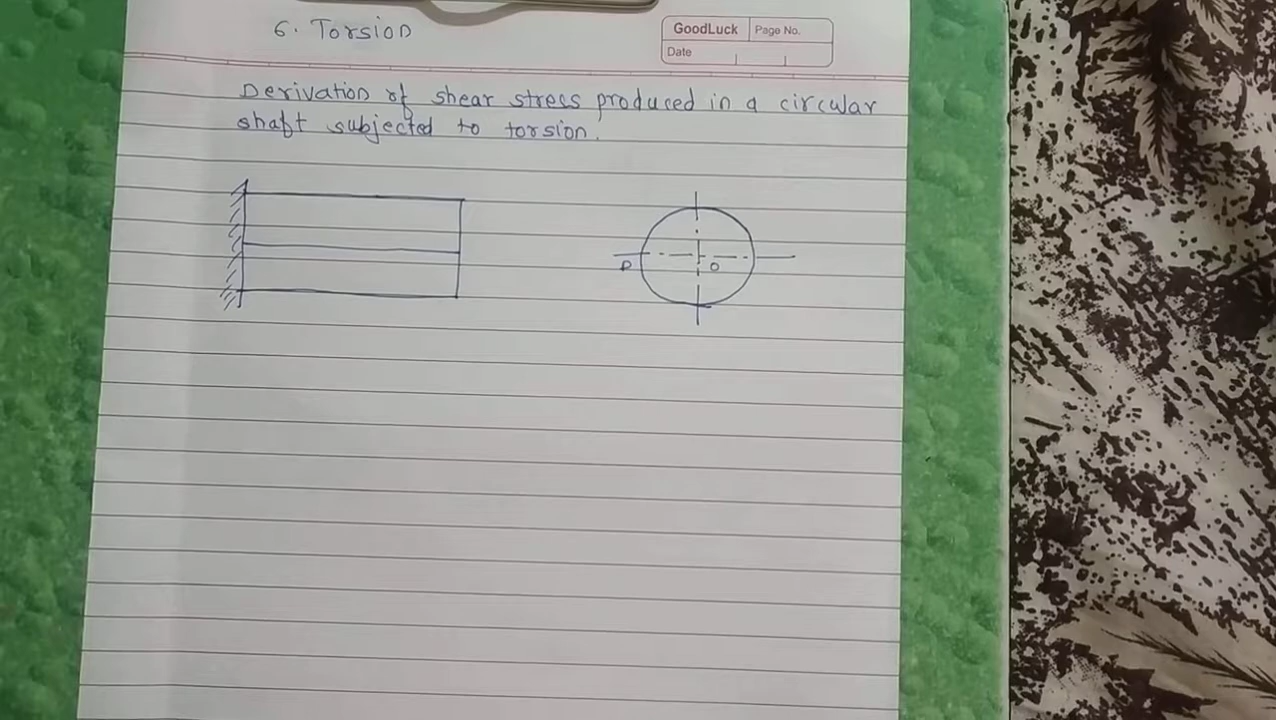 6. Torsion
GoodLuck Page No.
Date
Derivation of shear stress produced in a circular
shaft subjected to torsion.
D O